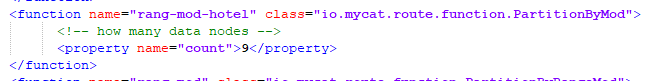 <function name="rang-mod-hotel" class="io.mycat.route.function.PartitionByMod">
<!-- how many data nodes -->
<property name="count">9</property>
</function>